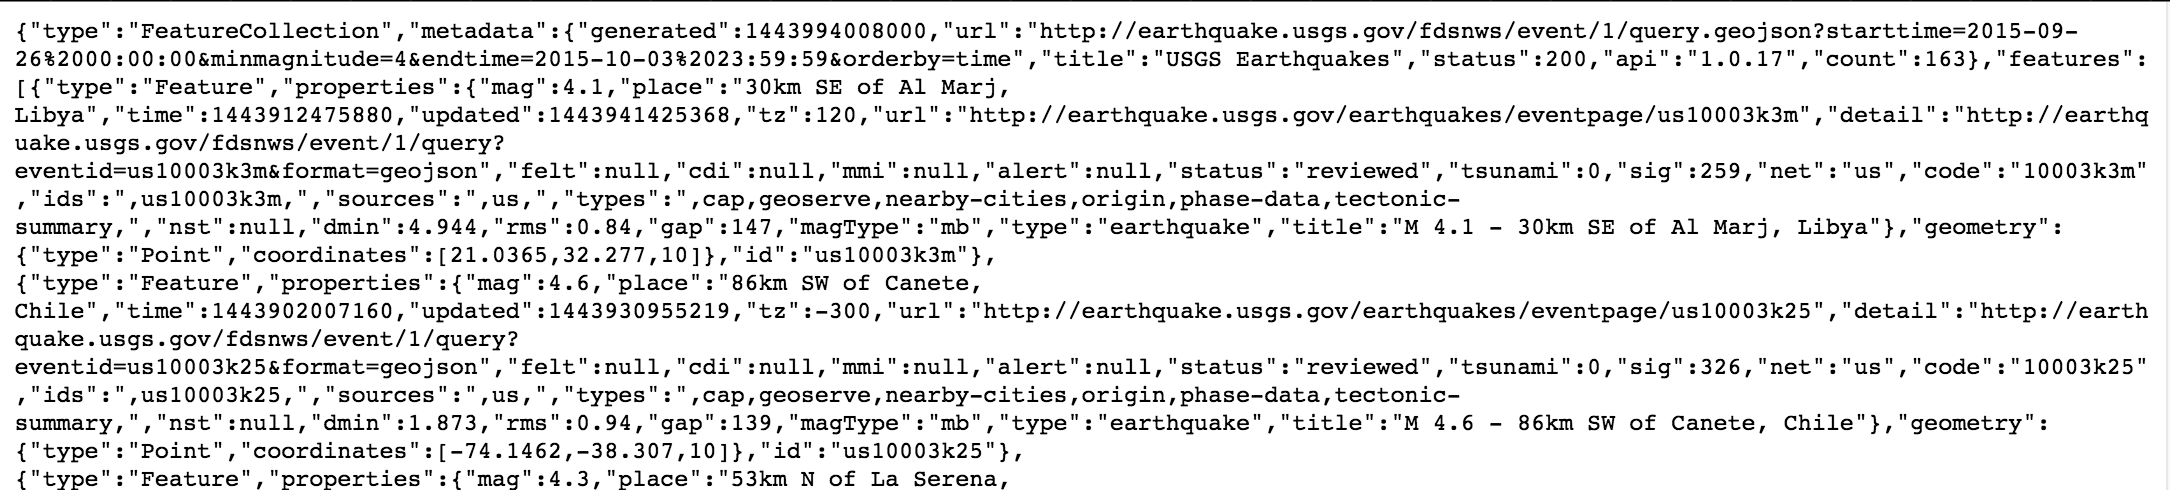 {"type":"FeatureCollection","metadata":{"generated":1443994008000,"url":"http://earthquake.usgs.gov/fdsnws/event/1/query.geojson?starttime=2015-09-
26%2000:00:00&minmagnitude=4&endtime=2015-10-03%2023:59:59&orderby=time","title":"USGS Earthquakes","status":200,"api":"1.0.17","count":163},"features":
[{"type":"Feature","properties":{"mag":4.1,"place":"30km SE of Al Marj,
Libya","time":1443912475880,"updated":1443941425368,"tz":120,"url":"http://earthquake.usgs.gov/earthquakes/eventpage/us10003k3m","detail":"http://earthq
uake.usgs.gov/fdsnws/event/1/query?
eventid=us10003k3m&format=geojson","felt":null,"cdi":null,"mmi":null,"alert":null,"status":"reviewed","tsunami":0,"sig":259,"net":"us","code":"10003k3m"
,"ids":",us10003k3m,","sources":",us,","types":",cap,geoserve,nearby-cities,origin,phase-data,tectonic-
summary,","nst":null,"dmin":4.944,"rms":0.84,"gap":147,"magType":"mb","type":"earthquake","title":"M 4.1 - 30km SE of Al Marj, Libya"},"geometry":
{"type":"Point","coordinates":[21.0365,32.277,10]},"id":"us10003k3m"},
{"type":"Feature","properties":{"mag":4.6,"place":"86km SW of Canete,
Chile","time":1443902007160,"updated":1443930955219,"tz":-300,"url":"http://earthquake.usgs.gov/earthquakes/eventpage/us10003k25","detail":"http://earth
quake.usgs.gov/fdsnws/event/1/query?
eventid=us10003k25&format=geojson","felt":null,"cdi":null,"mmi":null,"alert":null,"status":"reviewed","tsunami":0,"sig":326,"net":"us","code":"10003k25"
,"ids":",us10003k25,","sources":",us,","types":",cap,geoserve,nearby-cities,origin,phase-data,tectonic-
summary,","nst":null,"dmin":1.873,"rms":0.94,"gap":139,"magType":"mb","type":"earthquake","title":"M 4.6 - 86km SW of Canete, Chile"},"geometry":
{"type":"Point","coordinates":[-74.1462,-38.307,10]},"id":"us10003k25"},
{"type":"Feature","properties":{"mag":4.3,"place":"53km N of La Serena,